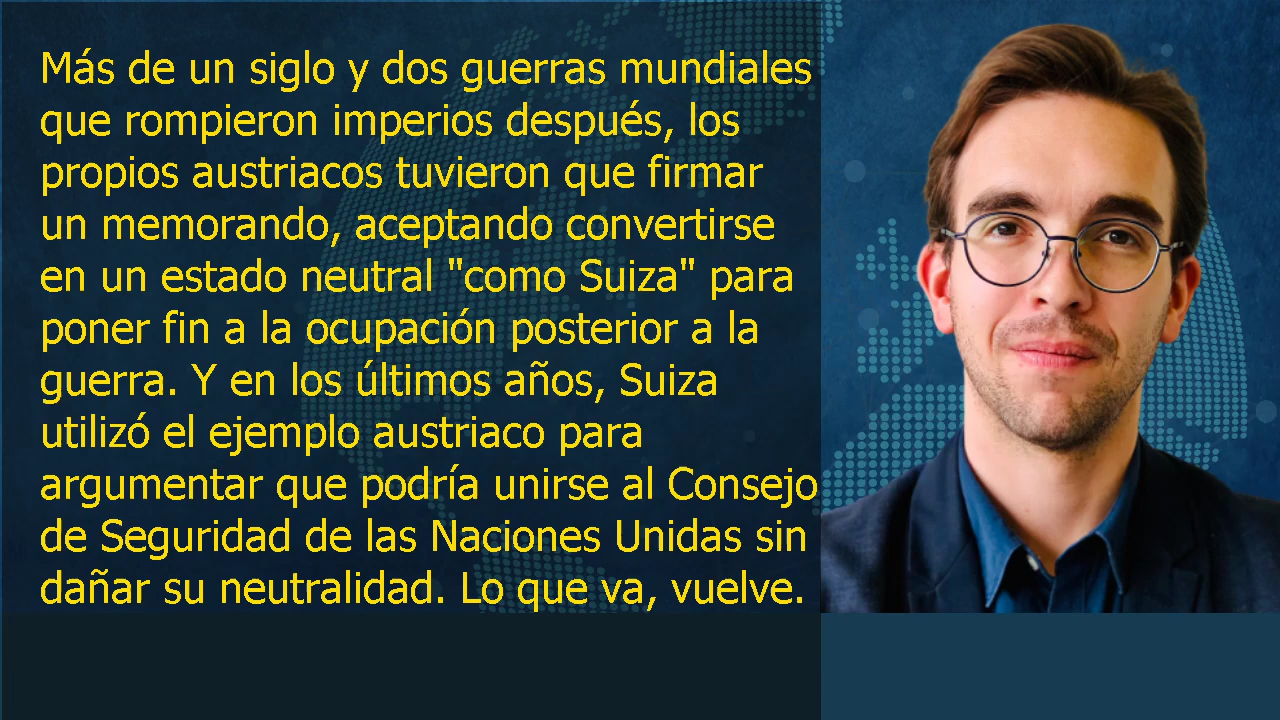 Más de un siglo y dos guerras mundiales
que rompieron imperios después, los
propios austriacos tuvieron que firmar
un memorando, aceptando convertirse
en un estado neutral "como Suiza" para
poner fin a la ocupación posterior a la
guerra. Y en los últimos años, Suiza
utilizó el ejemplo austriaco para
argumentar que podría unirse al Consejo
de Seguridad de las Naciones Unidas sin
dañar su neutralidad. Lo que va, vuelve.